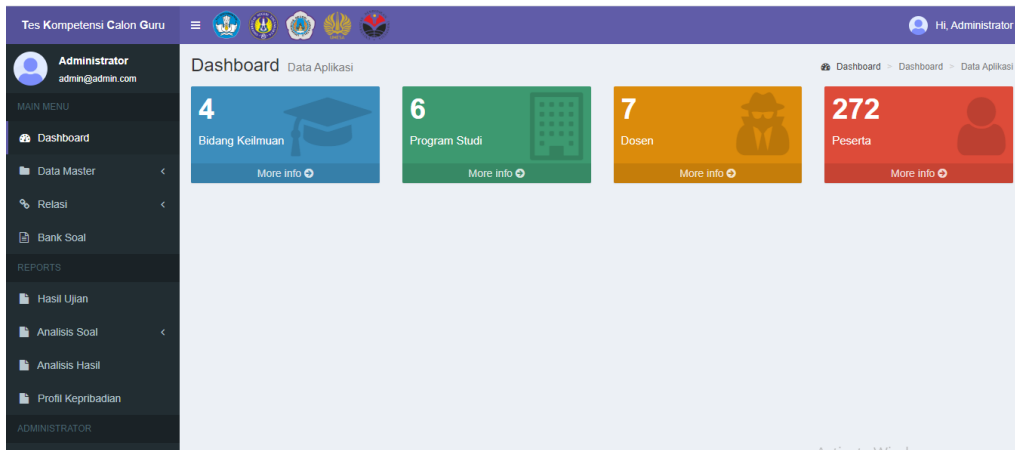 Tes Kompetensi Calon Guru
Hi, Administrator
Administrator
admin@admin.com
MAIN MENU
Dashboard
Data Master
Relasi
Bank Soal
REPORTS
Hasil Ujian
Analisis Soal
Analisis Hasil
Profil Kepribadian
ADMINISTRATOR
Dashboard Data Aplikasi
Dashboard > Dashboard > Data Aplikasi
4
Bidang Keilmuan
More info
6
Program Studi
More info
7
Dosen
More info
272
Peserta
More info